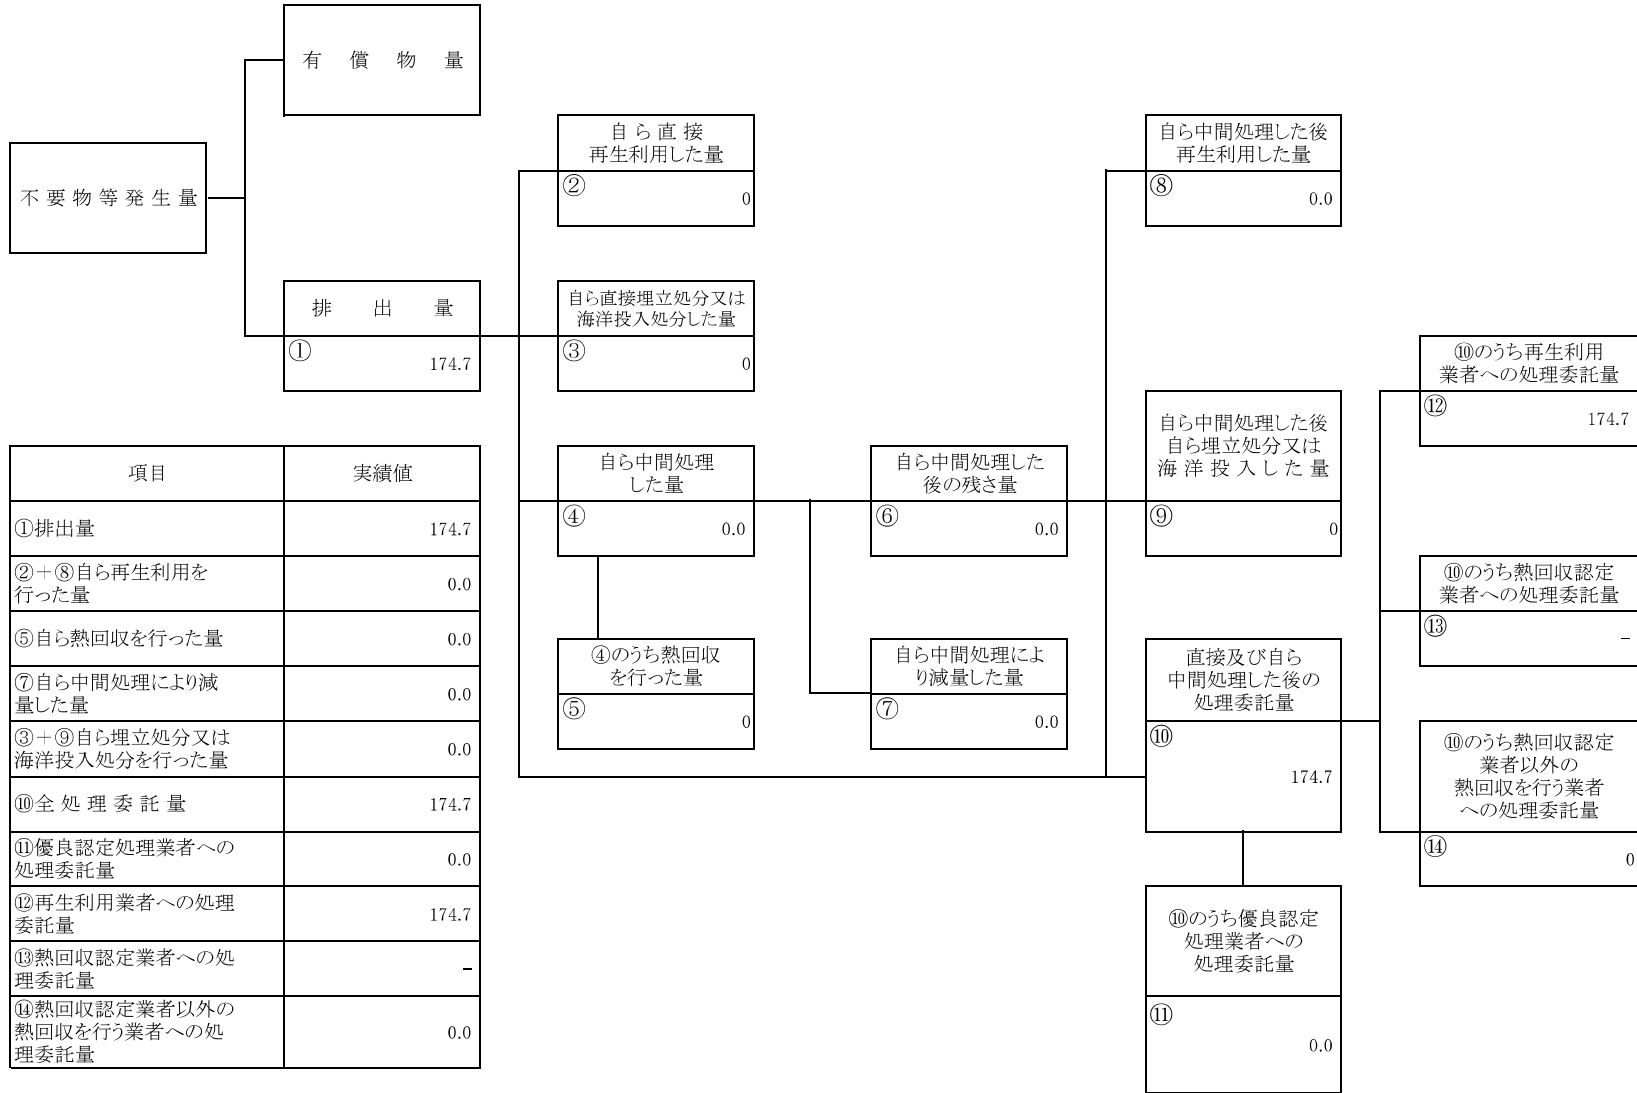 有償物量
不要物等発生量
排出量
①
174.7
自ら直接
再生利用した量
②
0
自ら直接埋立処分又は
海洋投入処分した量
③
0
自ら中間処理
した量
④
0.0
④のうち熱回収
を行った量
⑤
0
自ら中間処理した
後の残さ量
⑥
0.0
自ら中間処理によ
り減量した量
⑦
0.0
自ら中間処理した後
再生利用した量
⑧
0.0
自ら中間処理した後
自ら埋立処分又は
海洋投入した量
⑨
0
直接及び自ら
中間処理した後の
処理委託量
⑩
174.7
⑩のうち優良認定
処理業者への
処理委託量
⑪
0.0
⑩のうち再生利用
業者への処理委託量
⑫
174.7
⑩のうち熱回収認定
業者への処理委託量
⑬
–
⑩のうち熱回収認定
業者以外の
熱回収を行う業者
への処理委託量
⑭
0
項目 実績値
①排出量 174.7
②＋⑧自ら再生利用を
行った量 0.0
⑤自ら熱回収を行った量 0.0
⑦自ら中間処理により減
量した量 0.0
③＋⑨自ら埋立処分又は
海洋投入処分を行った量 0.0
⑩全処理委託量 174.7
⑪優良認定処理業者への
処理委託量 0.0
⑫再生利用業者への処理
委託量 174.7
⑬熱回収認定業者への処
理委託量 –
⑭熱回収認定業者以外の
熱回収を行う業者への処
理委託量 0.0